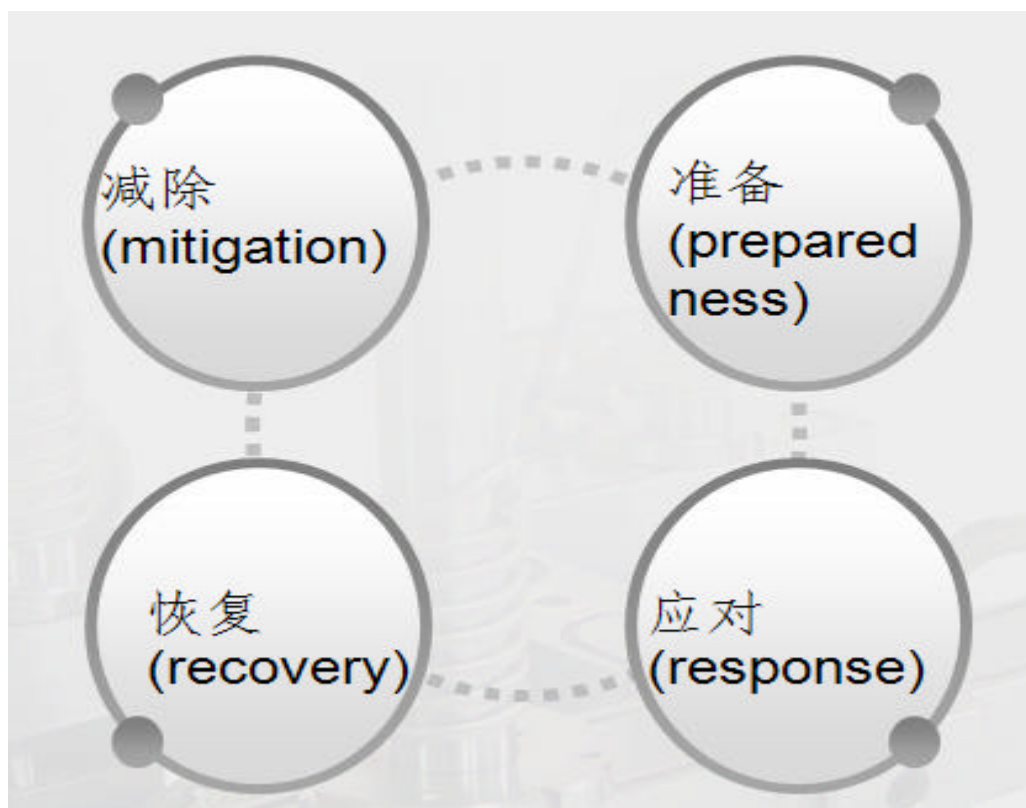 减除
(mitigation)
准备
(prepared
ness)
恢复
(recovery)
应对
(response)